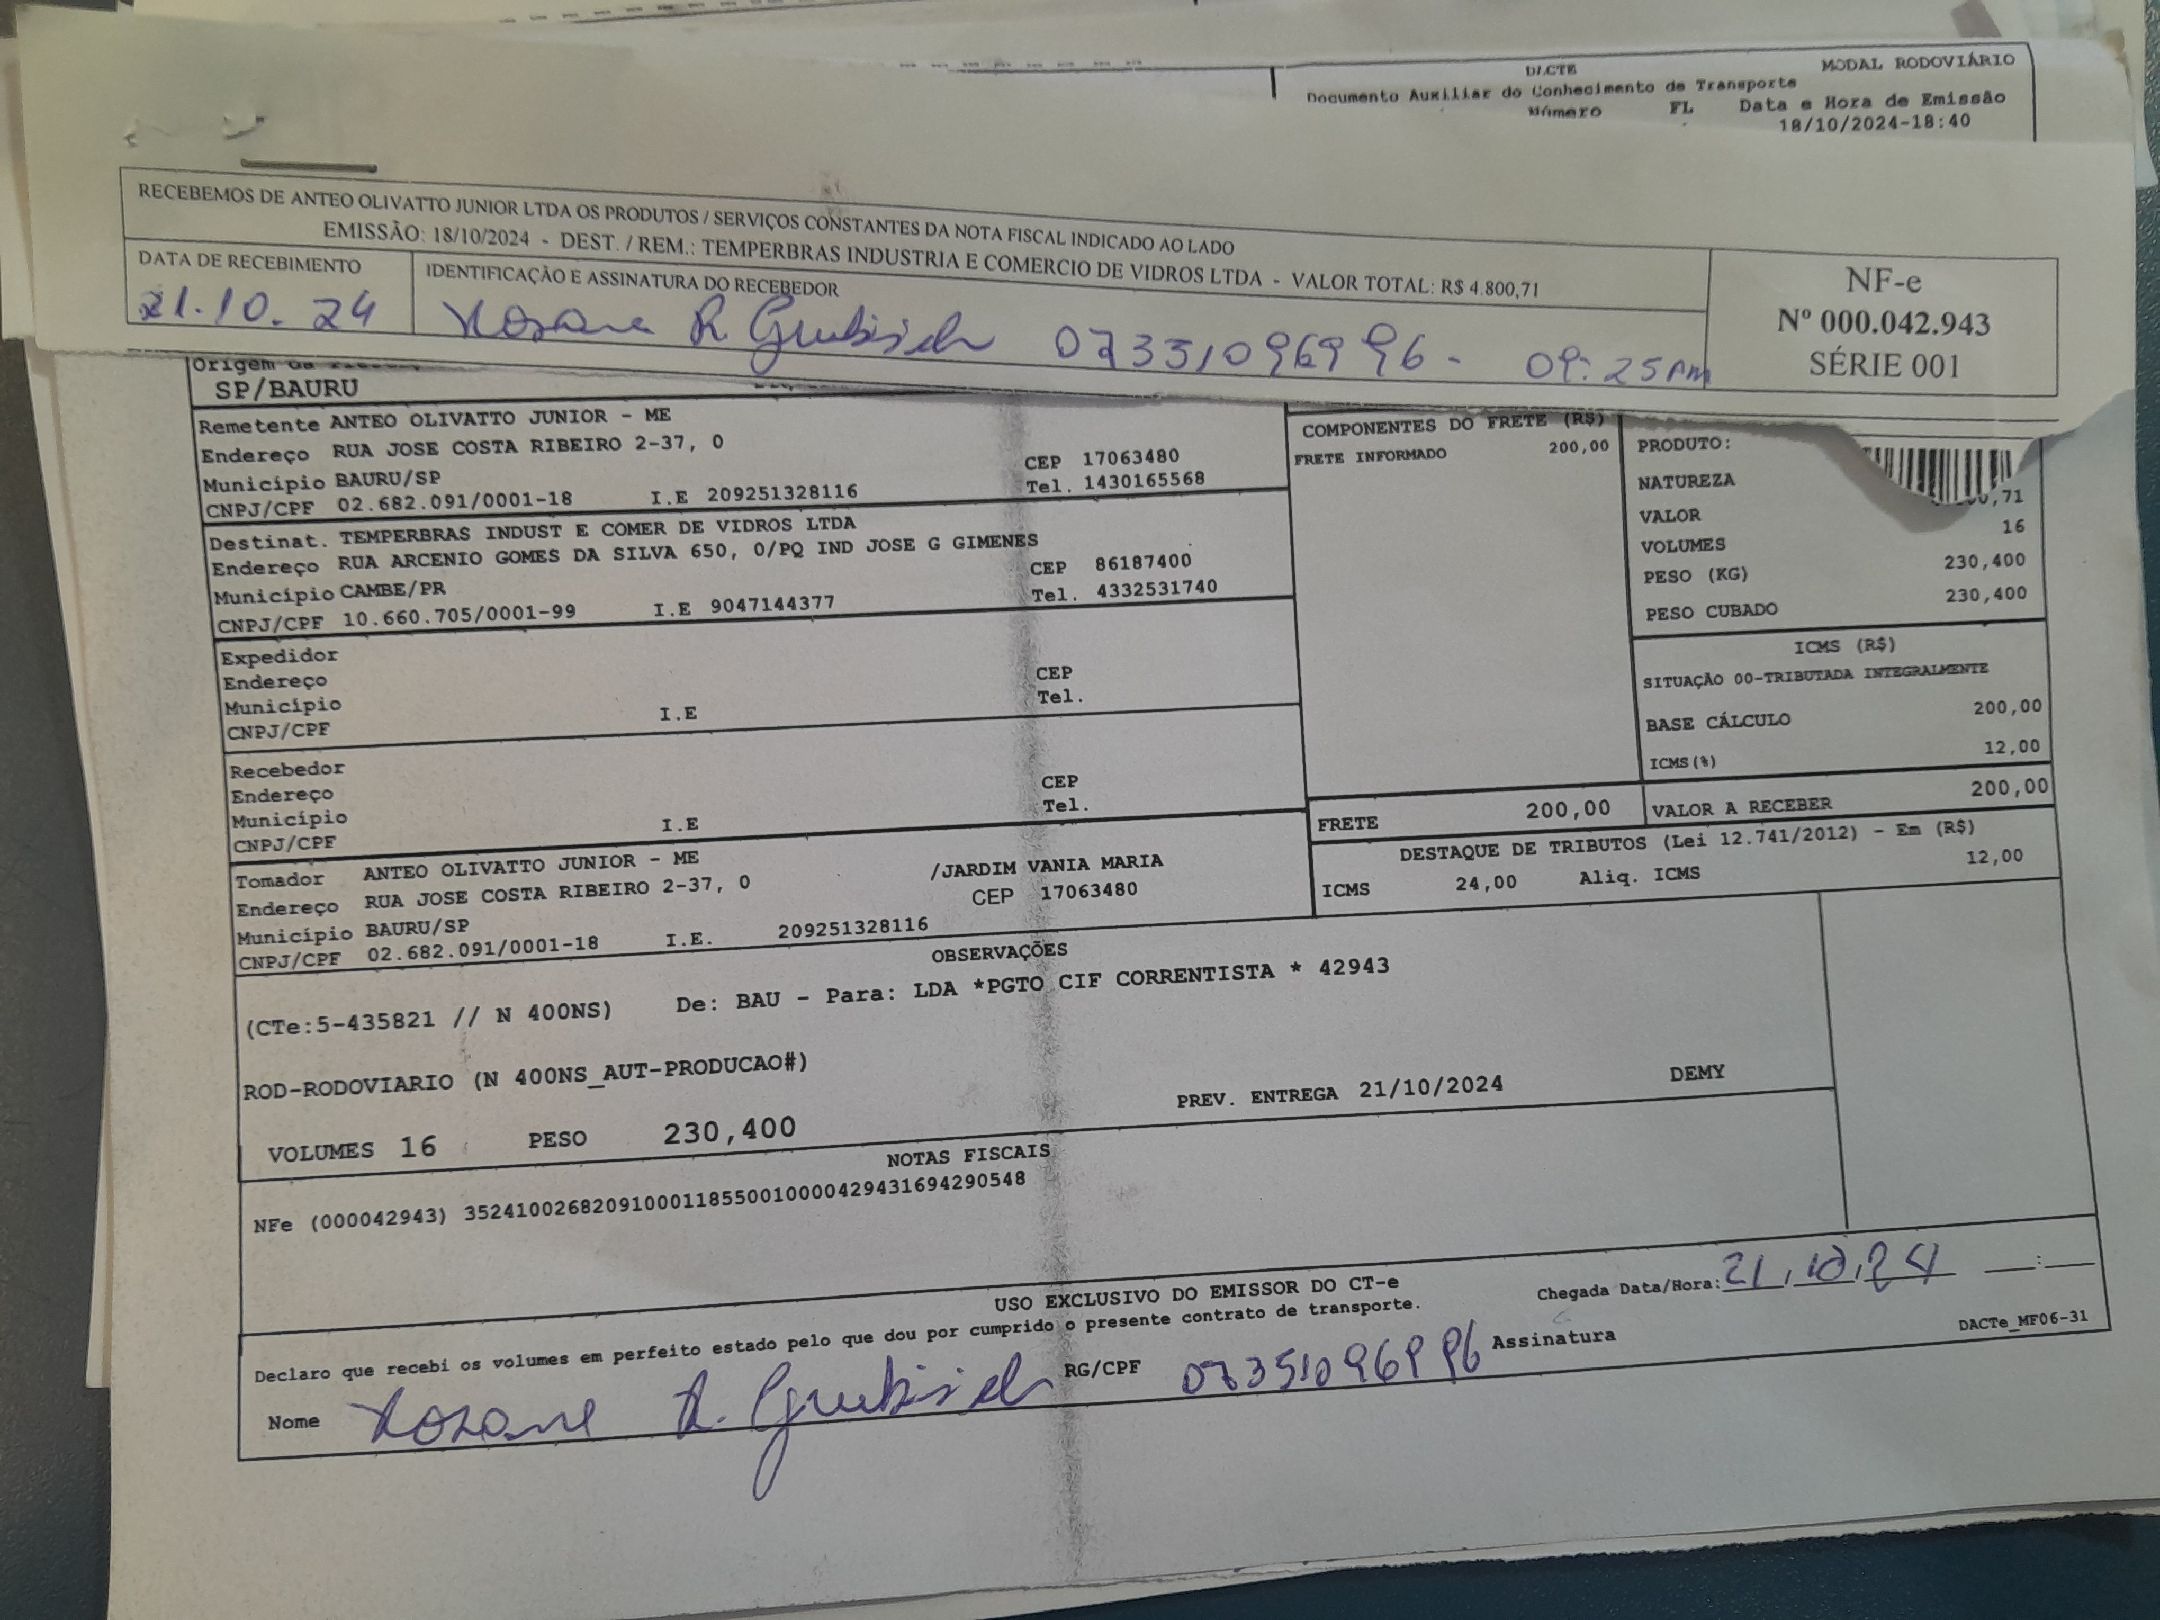 DACTE
MODAL RODOVIÁRIO
Documento Auxiliar do Conhecimento de Transporte
Número FL Data e Hora de Emissão
18/10/2024-18:40
RECEBEMOS DE ANTEO OLIVATTO JUNIOR LTDA OS PRODUTOS / SERVIÇOS CONSTANTES DA NOTA FISCAL INDICADO AO LADO
EMISSÃO: 18/10/2024 - DEST. / REM.: TEMPERBRAS INDUSTRIA E COMERCIO DE VIDROS LTDA - VALOR TOTAL: R$ 4.800,71
DATA DE RECEBIMENTO
21.10.24
IDENTIFICAÇÃO E ASSINATURA DO RECEBEDOR
Rosane R Grubisich 07351096996 - 09:25am
NF-e
Nº 000.042.943
SÉRIE 001
Origem
SP/BAURU
Remetente ANTEO OLIVATTO JUNIOR - ME
Endereço RUA JOSE COSTA RIBEIRO 2-37, 0
Município BAURU/SP CEP 17063480
CNPJ/CPF 02.682.091/0001-18 I.E 209251328116 Tel. 1430165568
Destinat. TEMPERBRAS INDUST E COMER DE VIDROS LTDA
Endereço RUA ARCENIO GOMES DA SILVA 650, 0/PQ IND JOSE G GIMENES
Município CAMBE/PR CEP 86187400
CNPJ/CPF 10.660.705/0001-99 I.E 9047144377 Tel. 4332531740
Expedidor
Endereço
Município CEP
CNPJ/CPF I.E Tel.
Recebedor
Endereço
Município CEP
CNPJ/CPF I.E Tel.
Tomador ANTEO OLIVATTO JUNIOR - ME
Endereço RUA JOSE COSTA RIBEIRO 2-37, 0 /JARDIM VANIA MARIA
Município BAURU/SP CEP 17063480
CNPJ/CPF 02.682.091/0001-18 I.E. 209251328116
COMPONENTES DO FRETE (R$)
FRETE INFORMADO 200,00
PRODUTO:
NATUREZA
VALOR ,71
VOLUMES 16
PESO (KG) 230,400
PESO CUBADO 230,400
ICMS (R$)
SITUAÇÃO 00-TRIBUTADA INTEGRALMENTE
BASE CÁLCULO 200,00
ICMS(%) 12,00
FRETE 200,00 VALOR A RECEBER 200,00
DESTAQUE DE TRIBUTOS (Lei 12.741/2012) - Em (R$)
ICMS 24,00 Aliq. ICMS 12,00
OBSERVAÇÕES
(CTe:5-435821 // N 400NS) De: BAU - Para: LDA *PGTO CIF CORRENTISTA * 42943
ROD-RODOVIARIO (N 400NS_AUT-PRODUCAO#)
PREV. ENTREGA 21/10/2024 DEMY
VOLUMES 16 PESO 230,400
NOTAS FISCAIS
NFe (000042943) 35241002682091000118550010000429431694290548
USO EXCLUSIVO DO EMISSOR DO CT-e
Declaro que recebi os volumes em perfeito estado pelo que dou por cumprido o presente contrato de transporte.
Chegada Data/Hora: 21.10.24 __:__
Nome Rosane R. Grubisich RG/CPF 07351096996 Assinatura
DACTe_MF06-31